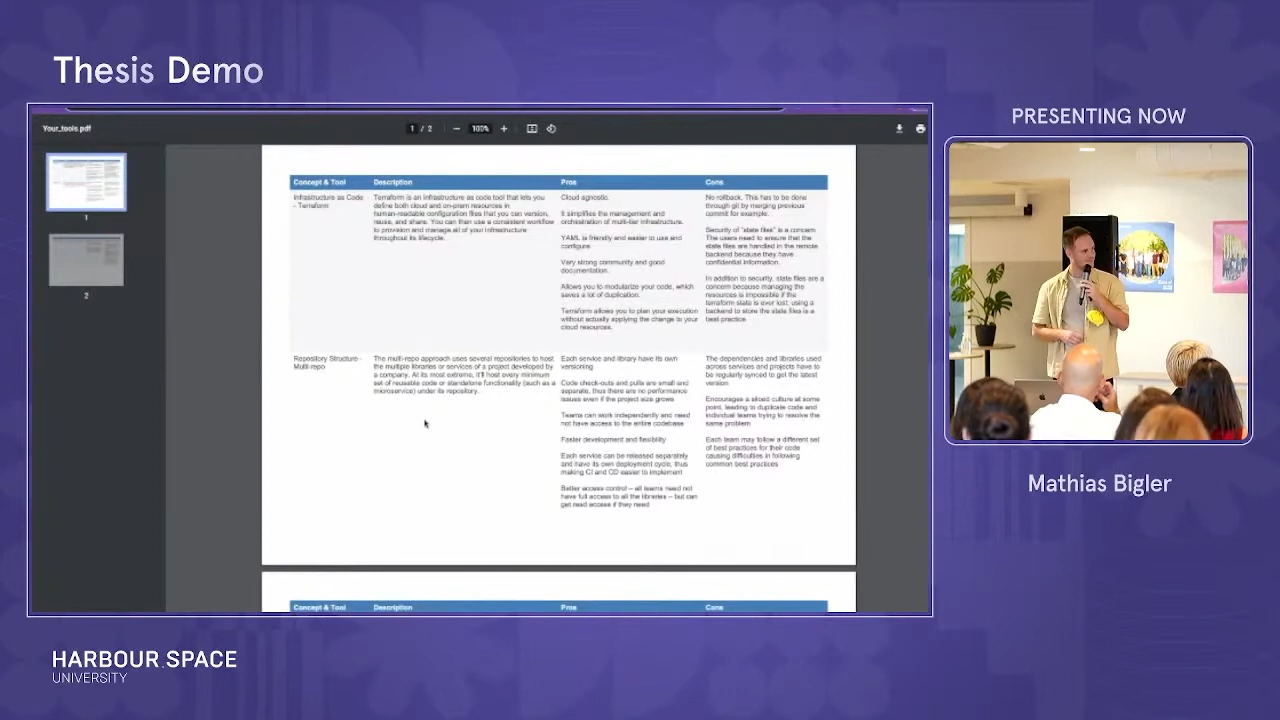 Thesis Demo
Your_tools.pdf
1 / 2
100%
1
2
Concept & Tool Description Pros Cons
Infrastructure as Code
- Terraform
Terraform is an infrastructure as code tool that lets you
define both cloud and on-prem resources in
human-readable configuration files that you can version,
reuse, and share. You can then use a consistent workflow
to provision and manage all of your infrastructure
throughout its lifecycle.
Cloud agnostic.
It simplifies the management and
orchestration of multi-tier infrastructure.
YAML is friendly and easier to use and
configure.
Very strong community and good
documentation.
Allows you to modularize your code, which
saves a lot of duplication.
Terraform allows you to plan your execution
without actually applying the change to your
cloud resources.
No rollback. This has to be done
through git by merging previous
commit for example.
Security of "state files" is a concern.
The users need to ensure that the
state files are handled in the remote
backend because they have
confidential information.
In addition to security, state files are a
concern because managing the
resources is impossible if the
terraform state is ever lost; using a
backend to store the state files is a
best practice.
Repository Structure -
Multi-repo
The multi-repo approach uses several repositories to host
the multiple libraries or services of a project developed by
a company. At its most extreme, it'll host every minimum
set of reusable code or standalone functionality (such as a
microservice) under its repository.
Each service and library have its own
versioning
Code check-outs and pulls are small and
separate, thus there are no performance
issues even if the project size grows
Teams can work independently and need
not have access to the entire codebase
Faster development and flexibility
Each service can be released separately
and have its own deployment cycle, thus
making CI and CD easier to implement
Better access control – all teams need not
have full access to all the libraries – but can
get read access if they need
The dependencies and libraries used
across services and projects have to
be regularly synced to get the latest
version
Encourages a siloed culture at some
point, leading to duplicate code and
individual teams trying to resolve the
same problem
Each team may follow a different set
of best practices for their code
causing difficulties in following
common best practices
Concept & Tool Description Pros Cons
PRESENTING NOW
Mathias Bigler
HARBOUR.SPACE
UNIVERSITY